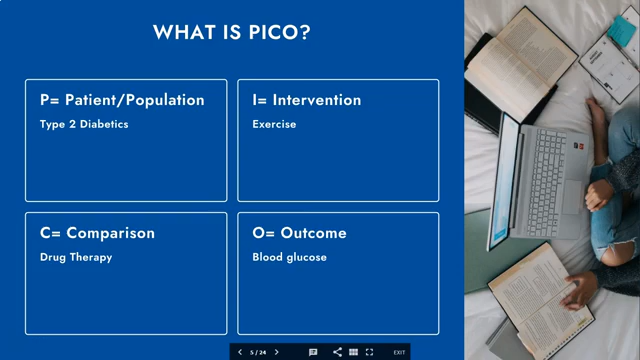 WHAT IS PICO?
P= Patient/Population
Type 2 Diabetics
I= Intervention
Exercise
C= Comparison
Drug Therapy
O= Outcome
Blood glucose
5 / 24
EXIT